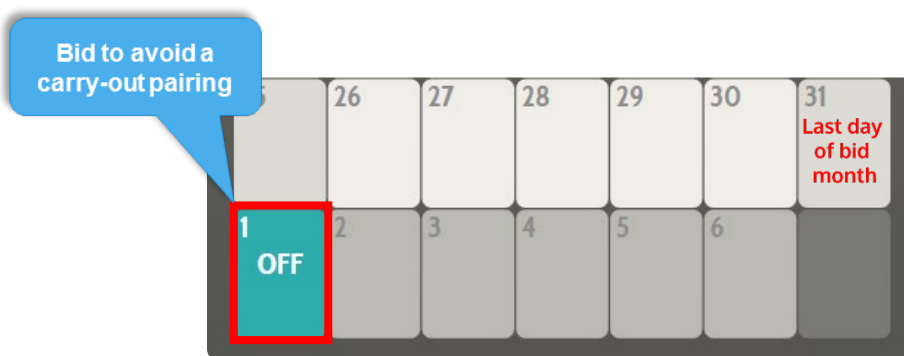 Bid to avoid a
carry-out pairing
26 27 28 29 30 31
Last day
of bid
month
1 2 3 4 5 6
OFF